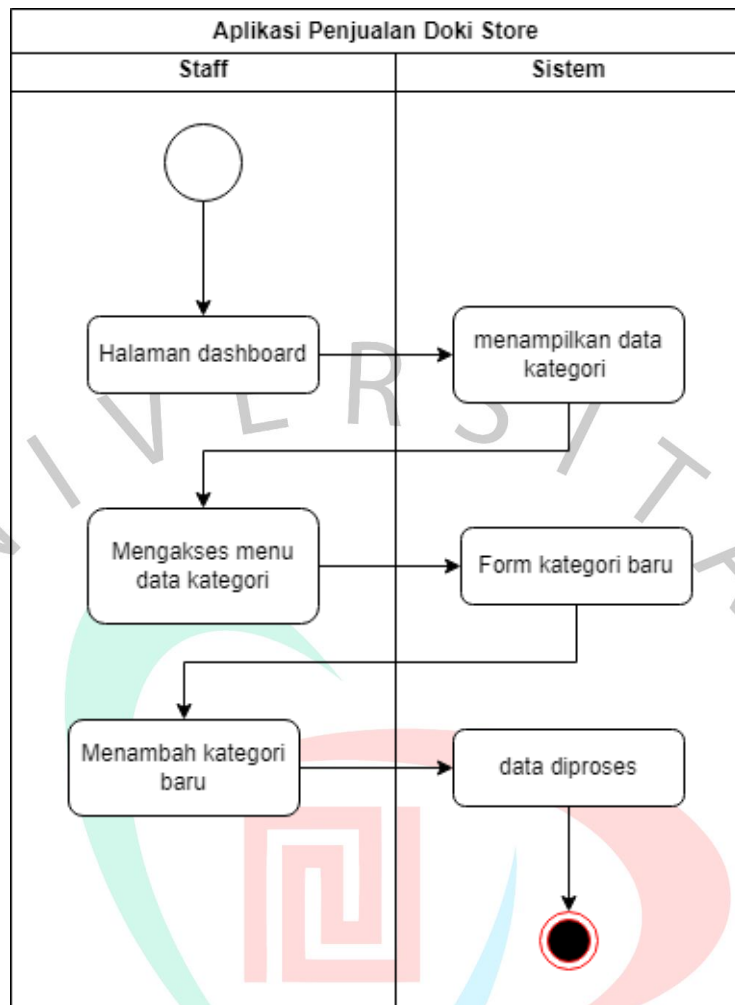 Aplikasi Penjualan Doki Store
Staff
Sistem
Halaman dashboard
menampilkan data
kategori
Mengakses menu
data kategori
Form kategori baru
Menambah kategori
baru
data diproses
NIVERSITA